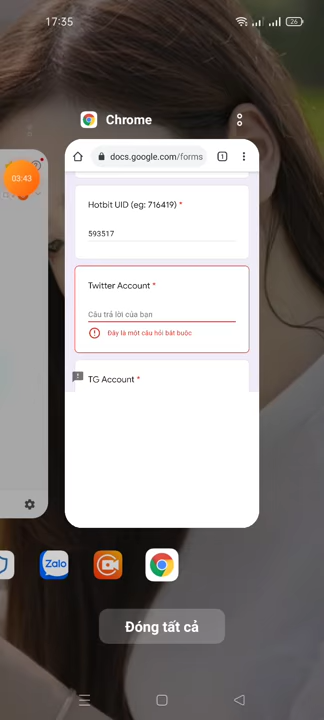 17:35
26
Chrome
03:43
docs.google.com/forms
1
Hotbit UID (eg: 716419) *
593517
Twitter Account *
Câu trả lời của bạn
Đây là một câu hỏi bắt buộc
TG Account *
Zalo
Đóng tất cả